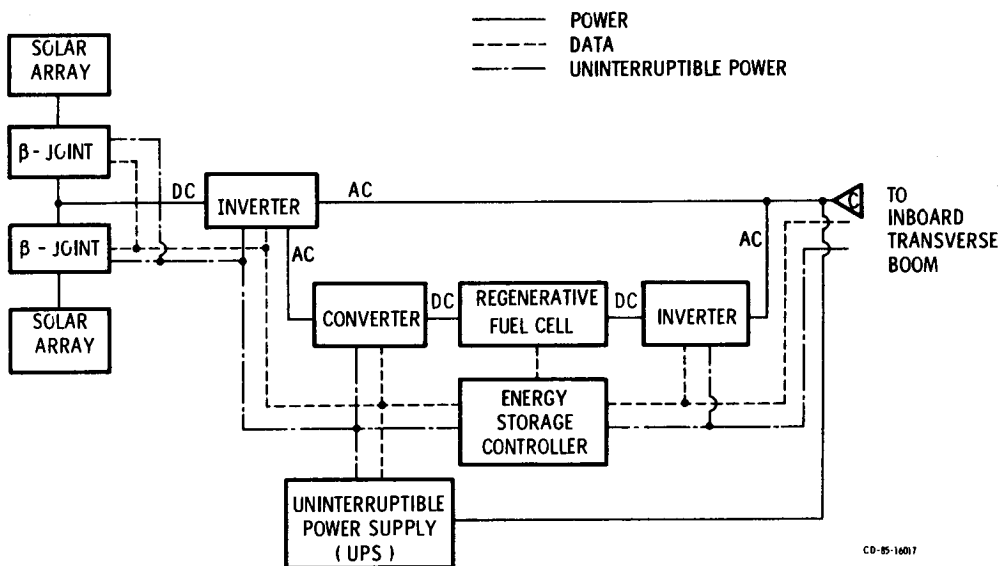 POWER
DATA
UNINTERRUPTIBLE POWER
SOLAR
ARRAY
β - JOINT
DC
INVERTER
AC
C
TO
INBOARD
TRANSVERSE
BOOM
β - JOINT
AC
AC
SOLAR
ARRAY
CONVERTER
DC
REGENERATIVE
FUEL CELL
DC
INVERTER
ENERGY
STORAGE
CONTROLLER
UNINTERRUPTIBLE
POWER SUPPLY
( UPS )
CD-85-16017